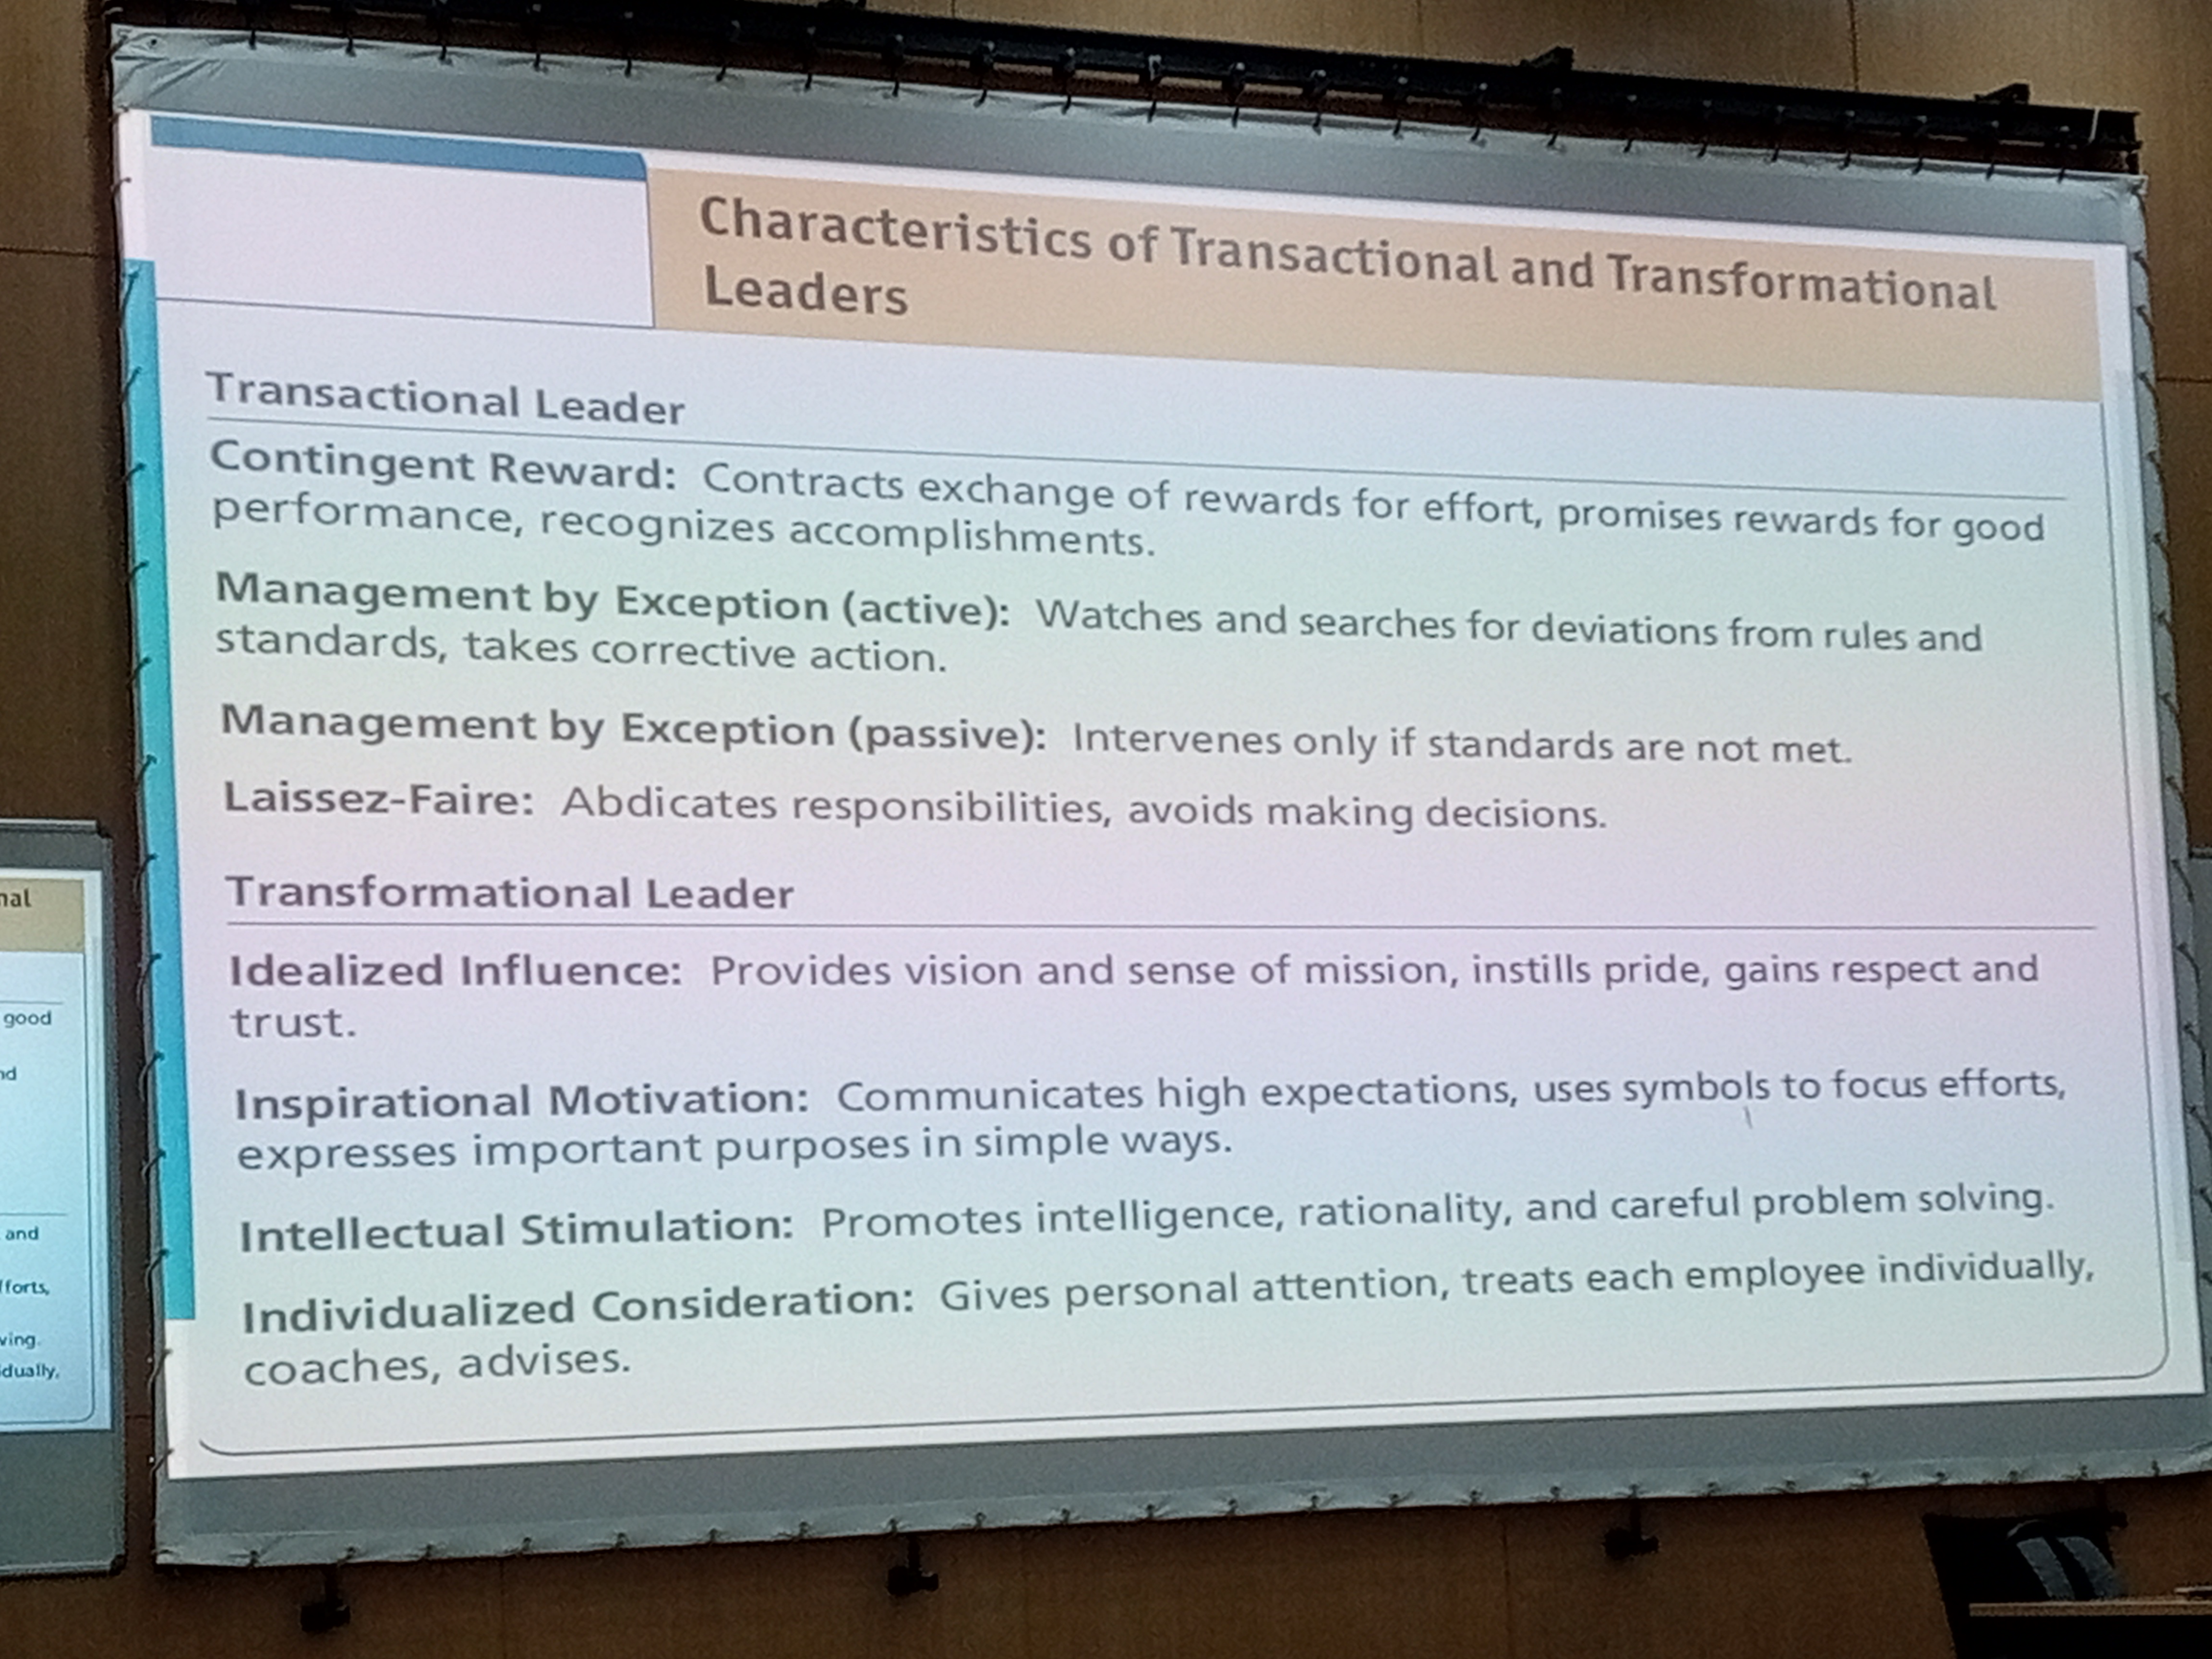 Characteristics of Transactional and Transformational
Leaders
Transactional Leader
Contingent Reward: Contracts exchange of rewards for effort, promises rewards for good
performance, recognizes accomplishments.
Management by Exception (active): Watches and searches for deviations from rules and
standards, takes corrective action.
Management by Exception (passive): Intervenes only if standards are not met.
Laissez-Faire: Abdicates responsibilities, avoids making decisions.
Transformational Leader
Idealized Influence: Provides vision and sense of mission, instills pride, gains respect and
trust.
Inspirational Motivation: Communicates high expectations, uses symbols to focus efforts,
expresses important purposes in simple ways.
Intellectual Stimulation: Promotes intelligence, rationality, and careful problem solving.
Individualized Consideration: Gives personal attention, treats each employee individually,
coaches, advises.
nal
good
nd
and
forts,
ving.
dually,